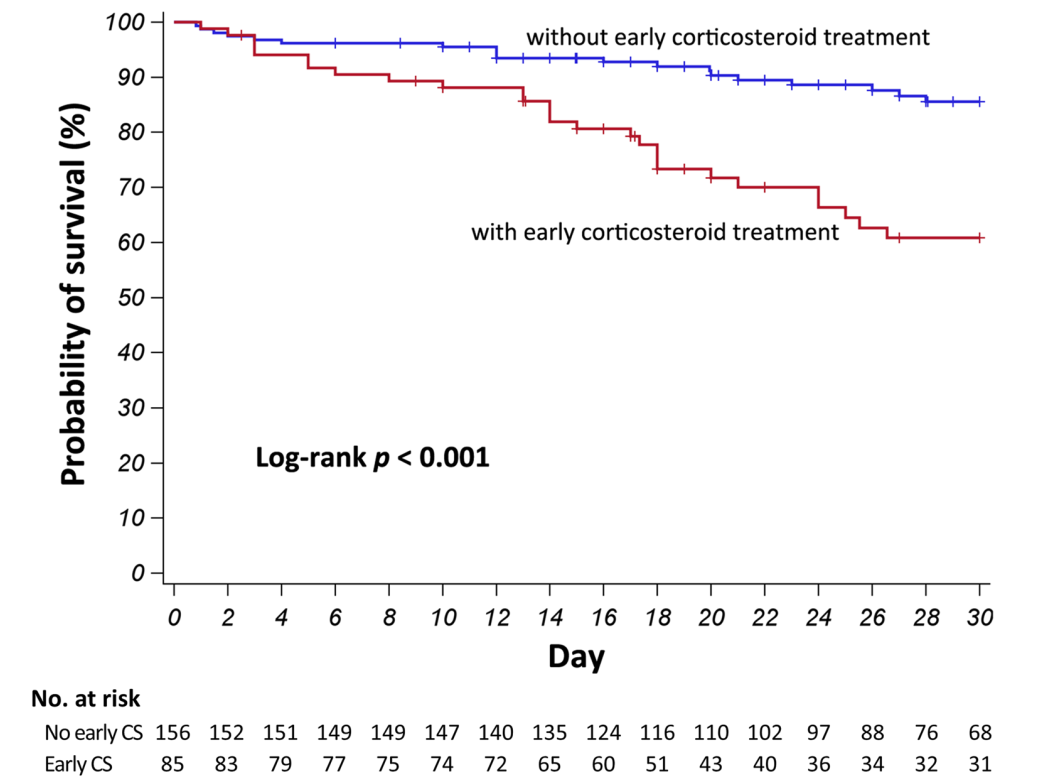 Probability of survival (%)
100
90
80
70
60
50
40
30
20
10
0
without early corticosteroid treatment
with early corticosteroid treatment
Log-rank p < 0.001
0 2 4 6 8 10 12 14 16 18 20 22 24 26 28 30
Day
No. at risk
No early CS 156 152 151 149 149 147 140 135 124 116 110 102 97 88 76 68
Early CS 85 83 79 77 75 74 72 65 60 51 43 40 36 34 32 31